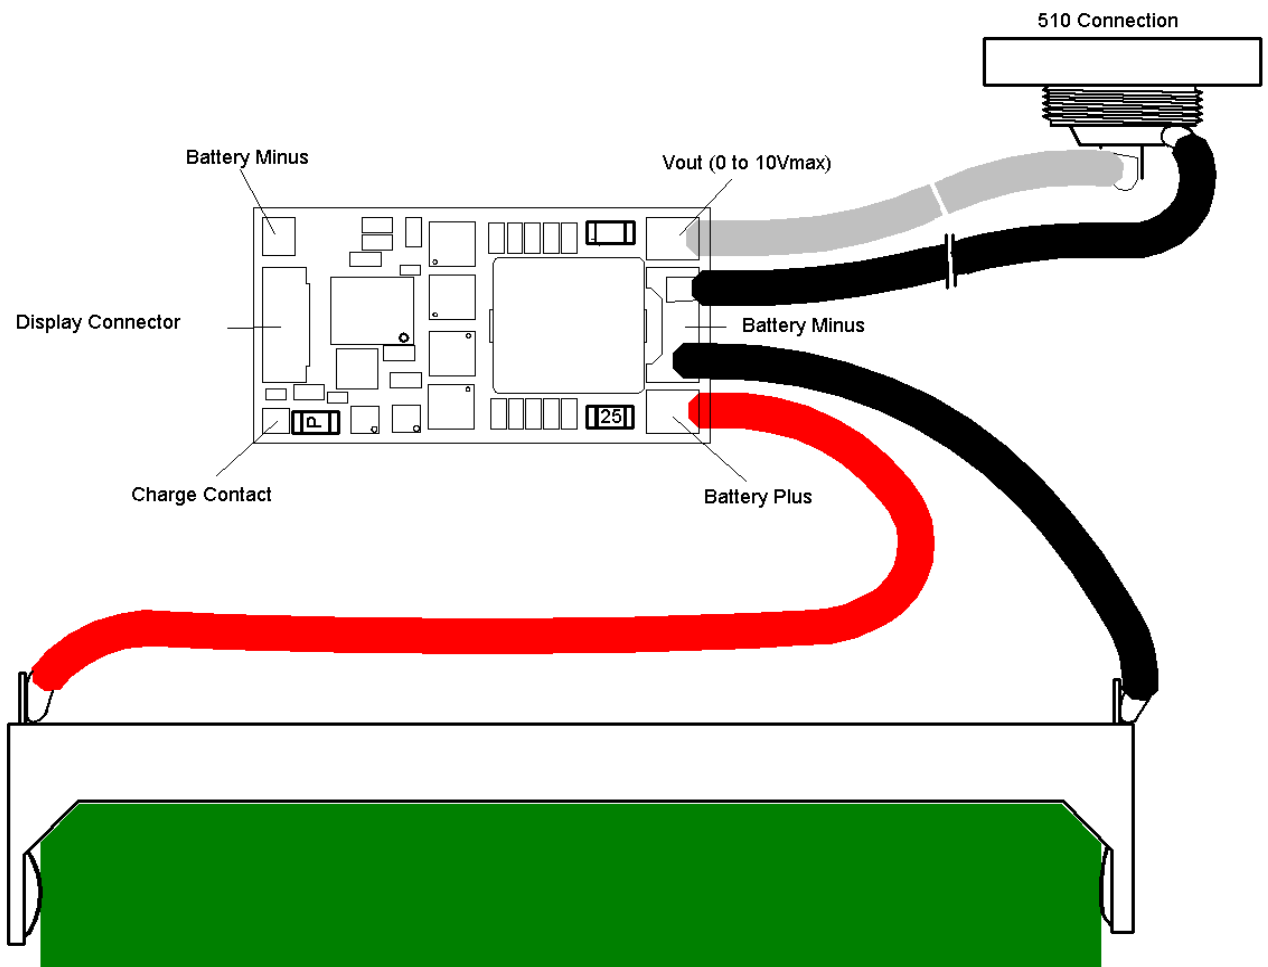 510 Connection
Battery Minus
Vout (0 to 10Vmax)
Display Connector
Battery Minus
P
25
Charge Contact
Battery Plus